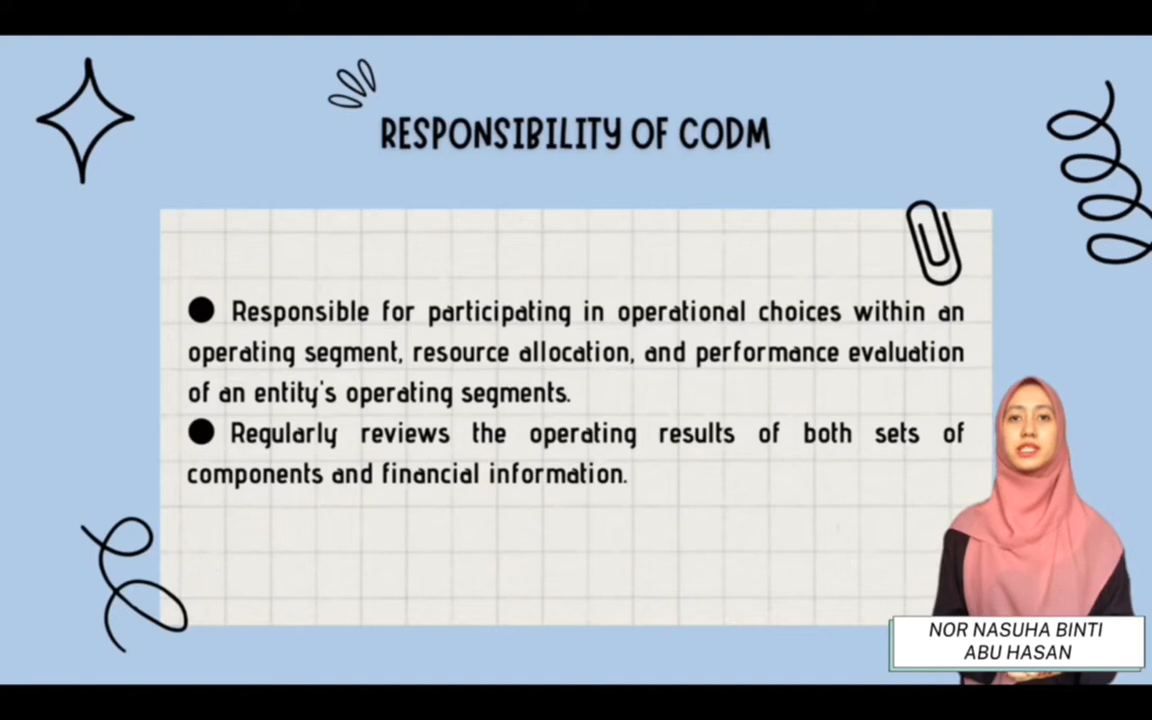 RESPONSIBILITY OF CODM
● Responsible for participating in operational choices within an
operating segment, resource allocation, and performance evaluation
of an entity's operating segments.
● Regularly reviews the operating results of both sets of
components and financial information.
NOR NASUHA BINTI
ABU HASAN